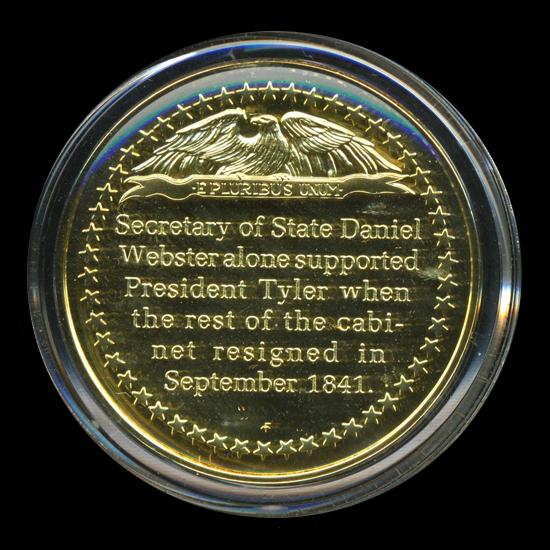 E PLURIBUS UNUM
Secretary of State Daniel
Webster alone supported
President Tyler when
the rest of the cabi-
net resigned in
September 1841.